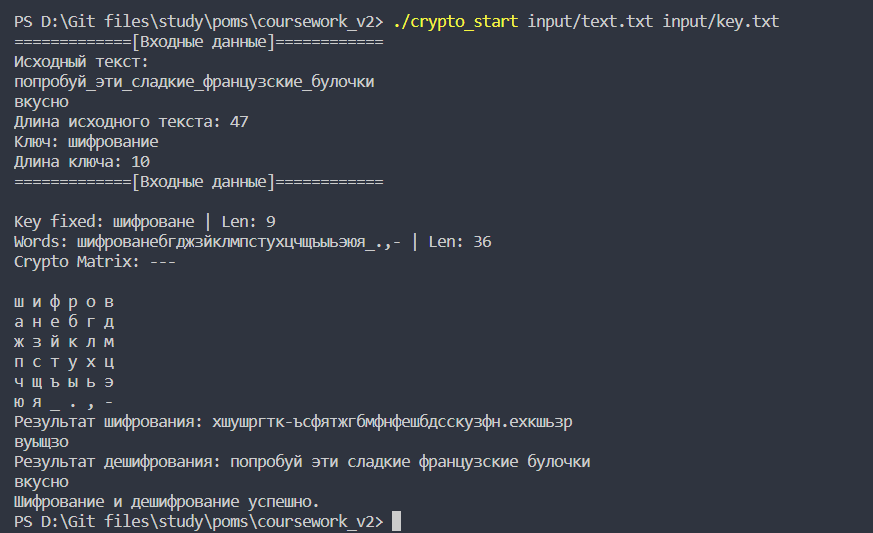 PS D:\Git files\study\poms\coursework_v2> ./crypto_start input/text.txt input/key.txt
=============[Входные данные]============
Исходный текст:
попробуй_эти_сладкие_французские_булочки
вкусно
Длина исходного текста: 47
Ключ: шифрование
Длина ключа: 10
=============[Входные данные]============
Key fixed: шифроване | Len: 9
Words: шифрованебгджзйклмпстухцчщъыьэюя_.,- | Len: 36
Crypto Matrix: ---
ш и ф р о в
а н е б г д
ж з й к л м
п с т у х ц
ч щ ъ ы ь э
ю я _ . , -
Результат шифрования: хшушргтк-ъсфятжгбмфнфешбдсскузфн.ехкшьзр
вуыщзо
Результат дешифрования: попробуй эти сладкие французские булочки
вкусно
Шифрование и дешифрование успешно.
PS D:\Git files\study\poms\coursework_v2>